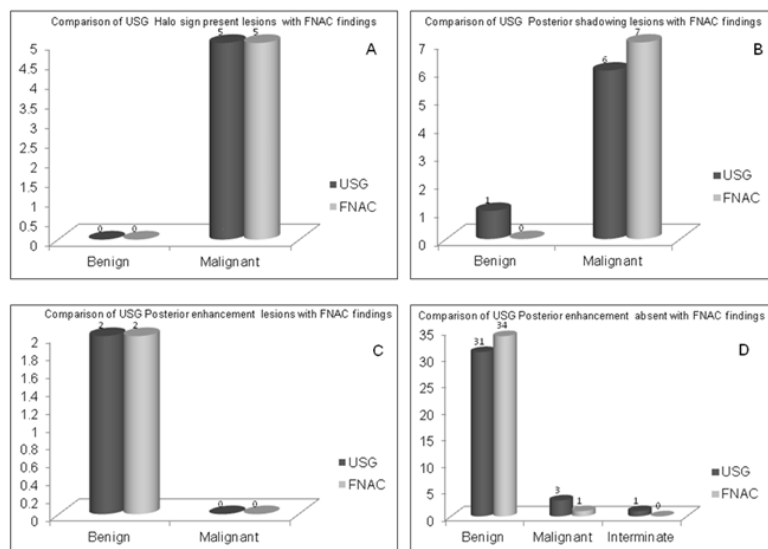 Comparison of USG Halo sign present lesions with FNAC findings
A
5
4.5
4
3.5
3
2.5
2
1.5
1
0.5
0
0 0
5 5
Benign Malignant
USG
FNAC
Comparison of USG Posterior shadowing lesions with FNAC findings
B
7
6
5
4
3
2
1
0
1 0
6 7
Benign Malignant
USG
FNAC
Comparison of USG Posterior enhancement lesions with FNAC findings
C
2
1.8
1.6
1.4
1.2
1
0.8
0.6
0.4
0.2
0
2 2
0 0
Benign Malignant
USG
FNAC
Comparison of USG Posterior enhancement absent with FNAC findings
D
35
30
25
20
15
10
5
0
31 34
3 1
1 0
Benign Malignant Interminate
USG
FNAC